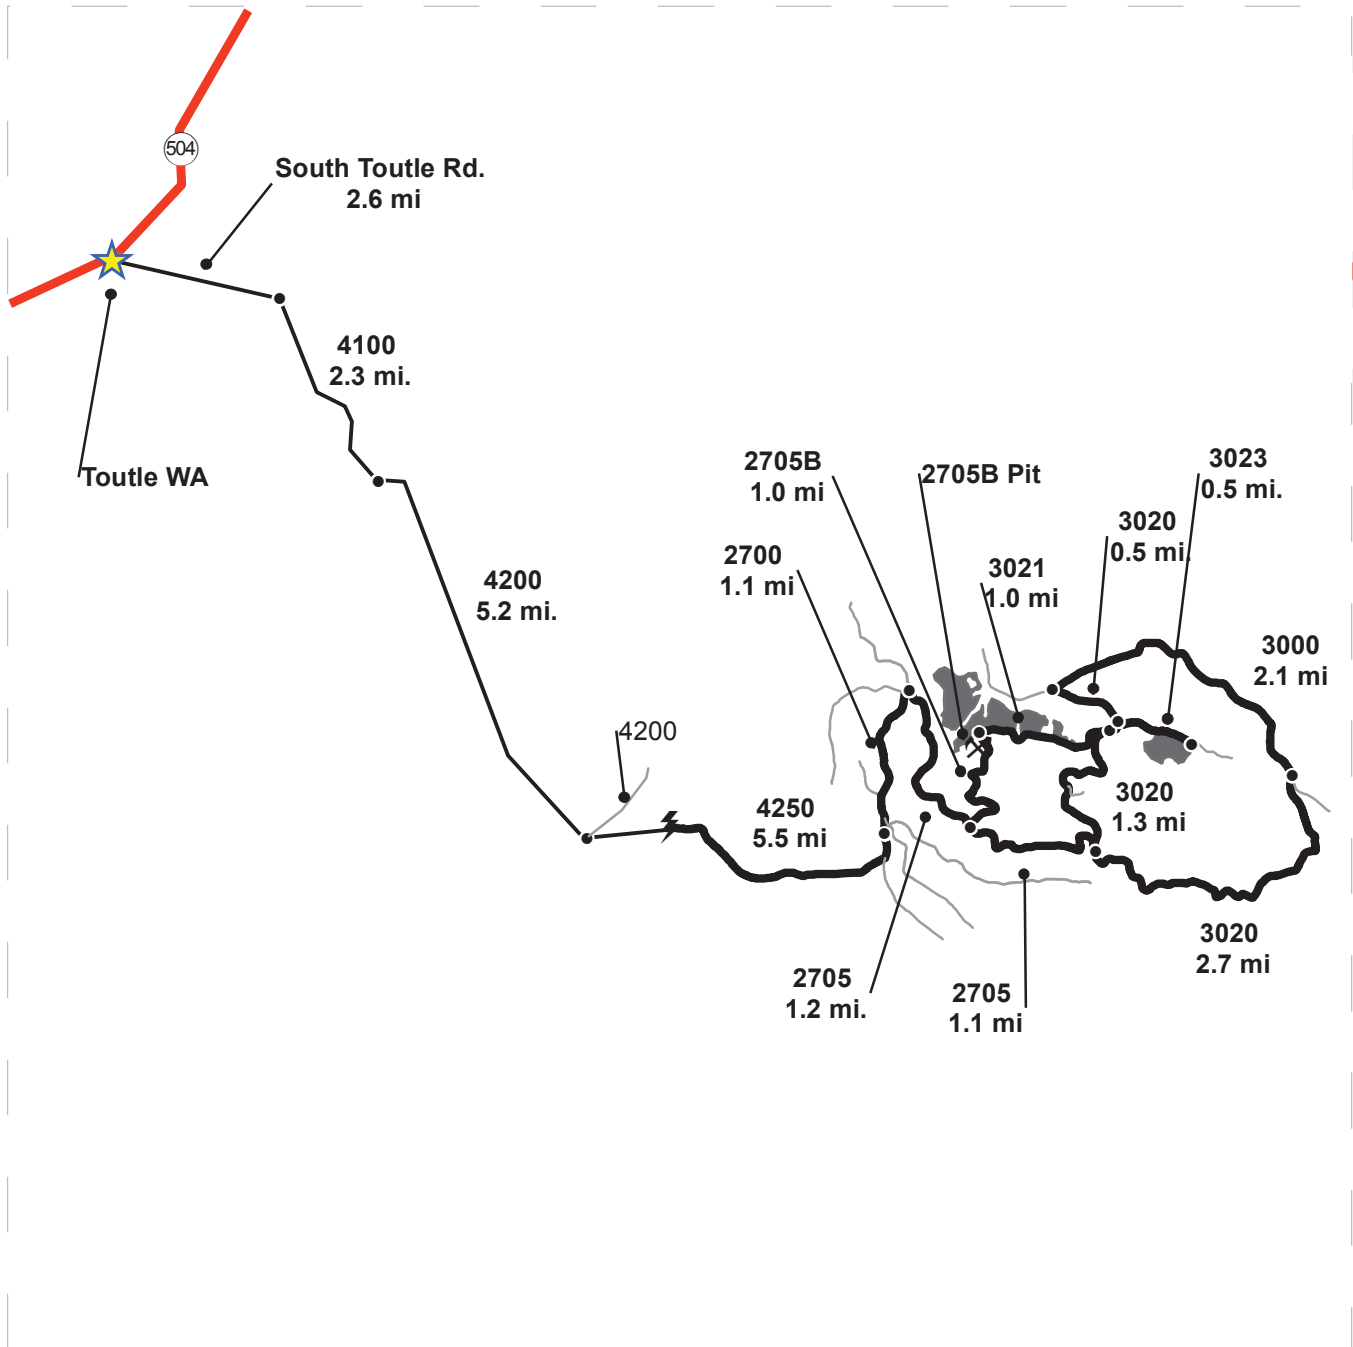 504
South Toutle Rd.
2.6 mi
4100
2.3 mi.
Toutle WA
2705B
1.0 mi
2705B Pit
3023
0.5 mi.
3020
0.5 mi.
2700
1.1 mi
3021
1.0 mi
4200
5.2 mi.
3000
2.1 mi
4200
4250
5.5 mi
3020
1.3 mi
3020
2.7 mi
2705
1.2 mi.
2705
1.1 mi